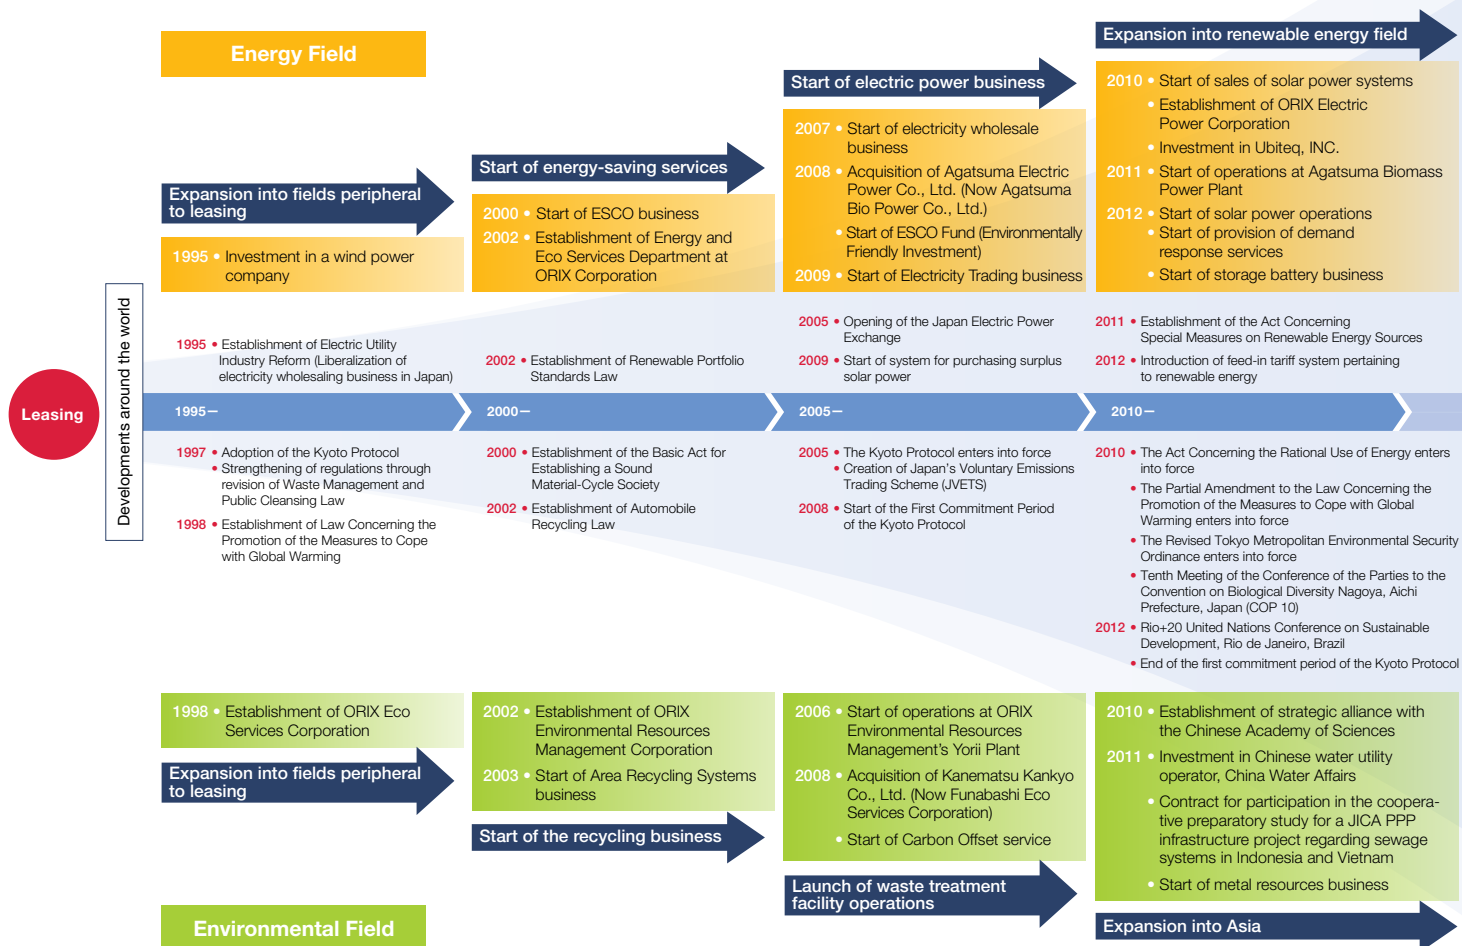 Energy Field
Expansion into fields peripheral
to leasing
1995 • Investment in a wind power
company
Start of energy-saving services
2000 • Start of ESCO business
2002 • Establishment of Energy and
Eco Services Department at
ORIX Corporation
Start of electric power business
2007 • Start of electricity wholesale
business
2008 • Acquisition of Agatsuma Electric
Power Co., Ltd. (Now Agatsuma
Bio Power Co., Ltd.)
• Start of ESCO Fund (Environmentally
Friendly Investment)
2009 • Start of Electricity Trading business
Expansion into renewable energy field
2010 • Start of sales of solar power systems
• Establishment of ORIX Electric
Power Corporation
• Investment in Ubiteq, INC.
2011 • Start of operations at Agatsuma Biomass
Power Plant
2012 • Start of solar power operations
• Start of provision of demand
response services
• Start of storage battery business
Leasing
Developments around the world
1995 • Establishment of Electric Utility
Industry Reform (Liberalization of
electricity wholesaling business in Japan)
2002 • Establishment of Renewable Portfolio
Standards Law
2005 • Opening of the Japan Electric Power
Exchange
2009 • Start of system for purchasing surplus
solar power
2011 • Establishment of the Act Concerning
Special Measures on Renewable Energy Sources
2012 • Introduction of feed-in tariff system pertaining
to renewable energy
1995—
2000—
2005—
2010—
1997 • Adoption of the Kyoto Protocol
• Strengthening of regulations through
revision of Waste Management and
Public Cleansing Law
1998 • Establishment of Law Concerning the
Promotion of the Measures to Cope
with Global Warming
2000 • Establishment of the Basic Act for
Establishing a Sound
Material-Cycle Society
2002 • Establishment of Automobile
Recycling Law
2005 • The Kyoto Protocol enters into force
• Creation of Japan's Voluntary Emissions
Trading Scheme (JVETS)
2008 • Start of the First Commitment Period
of the Kyoto Protocol
2010 • The Act Concerning the Rational Use of Energy enters
into force
• The Partial Amendment to the Law Concerning the
Promotion of the Measures to Cope with Global
Warming enters into force
• The Revised Tokyo Metropolitan Environmental Security
Ordinance enters into force
• Tenth Meeting of the Conference of the Parties to the
Convention on Biological Diversity Nagoya, Aichi
Prefecture, Japan (COP 10)
2012 • Rio+20 United Nations Conference on Sustainable
Development, Rio de Janeiro, Brazil
• End of the first commitment period of the Kyoto Protocol
1998 • Establishment of ORIX Eco
Services Corporation
Expansion into fields peripheral
to leasing
2002 • Establishment of ORIX
Environmental Resources
Management Corporation
2003 • Start of Area Recycling Systems
business
Start of the recycling business
2006 • Start of operations at ORIX
Environmental Resources
Management's Yorii Plant
2008 • Acquisition of Kanematsu Kankyo
Co., Ltd. (Now Funabashi Eco
Services Corporation)
• Start of Carbon Offset service
Launch of waste treatment
facility operations
2010 • Establishment of strategic alliance with
the Chinese Academy of Sciences
2011 • Investment in Chinese water utility
operator, China Water Affairs
• Contract for participation in the coopera-
tive preparatory study for a JICA PPP
infrastructure project regarding sewage
systems in Indonesia and Vietnam
• Start of metal resources business
Expansion into Asia
Environmental Field